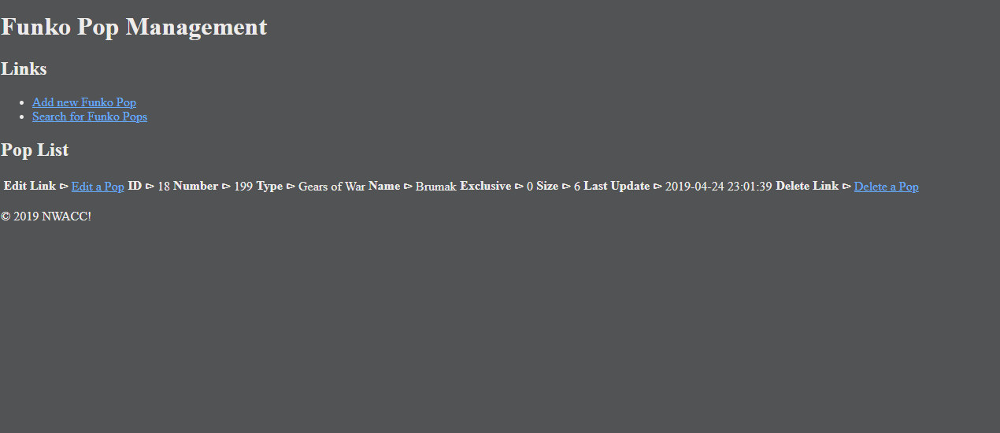 Funko Pop Management
Links
• Add new Funko Pop
• Search for Funko Pops
Pop List
Edit Link ⊳ Edit a Pop ID ⊳ 18 Number ⊳ 199 Type ⊳ Gears of War Name ⊳ Brumak Exclusive ⊳ 0 Size ⊳ 6 Last Update ⊳ 2019-04-24 23:01:39 Delete Link ⊳ Delete a Pop
© 2019 NWACC!